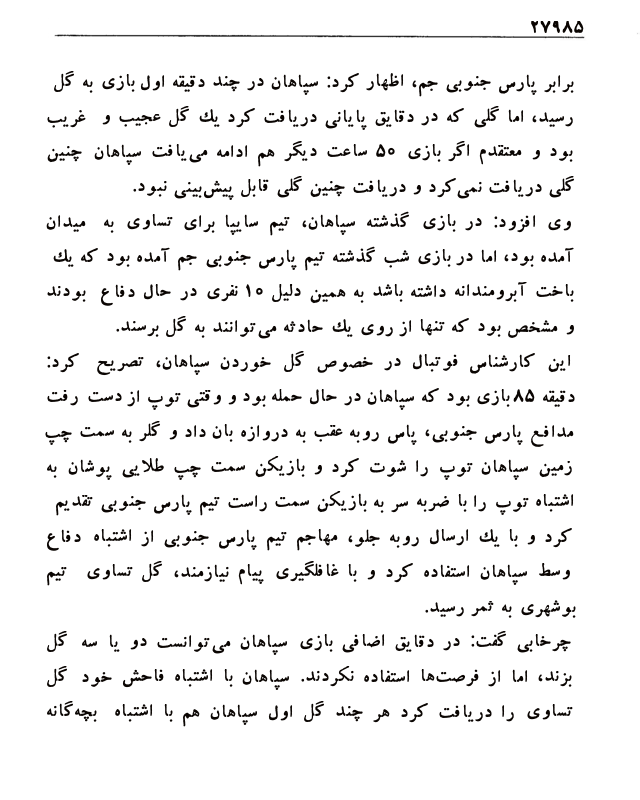 ۲۷۹۸۵
برابر پارس جنوبی جم، اظهار کرد: سپاهان در چند دقیقه اول بازی به گل
رسید، اما گلی که در دقایق پایانی دریافت کرد یك گل عجیب و غریب
بود و معتقدم اگر بازی ۵۰ ساعت دیگر هم ادامه می‌یافت سپاهان چنین
گلی دریافت نمی‌کرد و دریافت چنین گلی قابل پیش‌بینی نبود.
وی افزود: در بازی گذشته سپاهان، تیم سایپا برای تساوی به میدان
آمده بود، اما در بازی شب گذشته تیم پارس جنوبی جم آمده بود که یك
باخت آبرومندانه داشته باشد به همین دلیل ۱۰ نفری در حال دفاع بودند
و مشخص بود که تنها از روی یك حادثه می‌توانند به گل برسند.
این کارشناس فوتبال در خصوص گل خوردن سپاهان، تصریح کرد:
دقیقه ۸۵ بازی بود که سپاهان در حال حمله بود و وقتی توپ از دست رفت
مدافع پارس جنوبی، پاس روبه عقب به دروازه بان داد و گلر به سمت چپ
زمین سپاهان توپ را شوت کرد و بازیکن سمت چپ طلایی پوشان به
اشتباه توپ را با ضربه سر به بازیکن سمت راست تیم پارس جنوبی تقدیم
کرد و با یك ارسال روبه جلو، مهاجم تیم پارس جنوبی از اشتباه دفاع
وسط سپاهان استفاده کرد و با غافلگیری پیام نیازمند، گل تساوی تیم
بوشهری به ثمر رسید.
چرخابی گفت: در دقایق اضافی بازی سپاهان می‌توانست دو یا سه گل
بزند، اما از فرصت‌ها استفاده نکردند. سپاهان با اشتباه فاحش خود گل
تساوی را دریافت کرد هر چند گل اول سپاهان هم با اشتباه بچه‌گانه